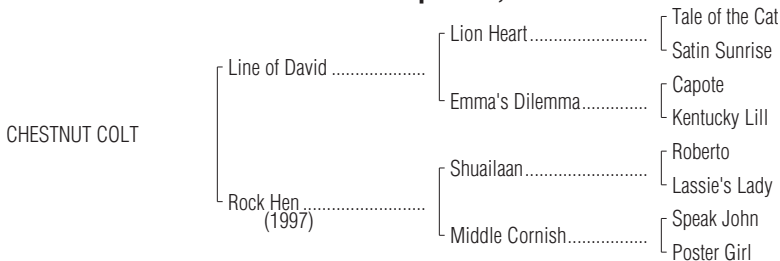 Tale of the Cat
Lion Heart
Satin Sunrise
Line of David
Capote
Emma's Dilemma
Kentucky Lill
CHESTNUT COLT
Roberto
Shuailaan
Lassie's Lady
Rock Hen
(1997)
Speak John
Middle Cornish
Poster Girl